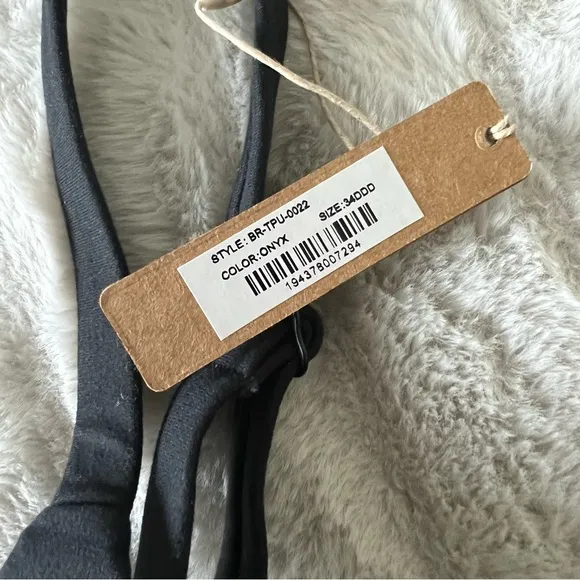 STYLE: BR-TPU-0022
COLOR:ONYX SIZE:34DDD
194378007294